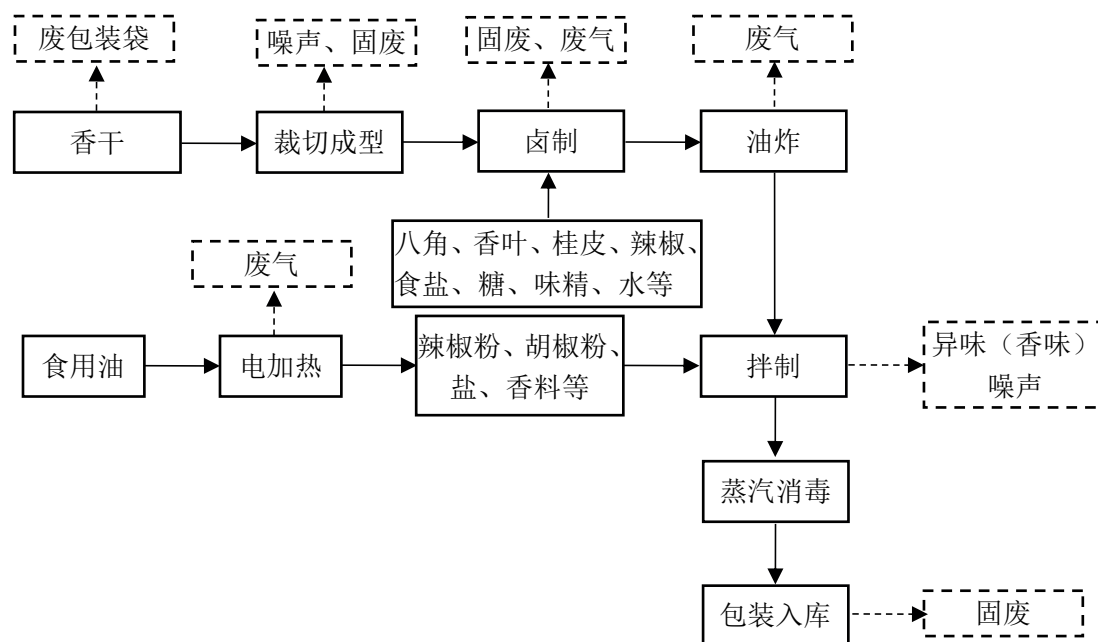 废包装袋
噪声、固废
固废、废气
废气
香干
裁切成型
卤制
油炸
八角、香叶、桂皮、辣椒、
食盐、糖、味精、水等
废气
食用油
电加热
辣椒粉、胡椒粉、
盐、香料等
拌制
异味（香味）
噪声
蒸汽消毒
包装入库
固废